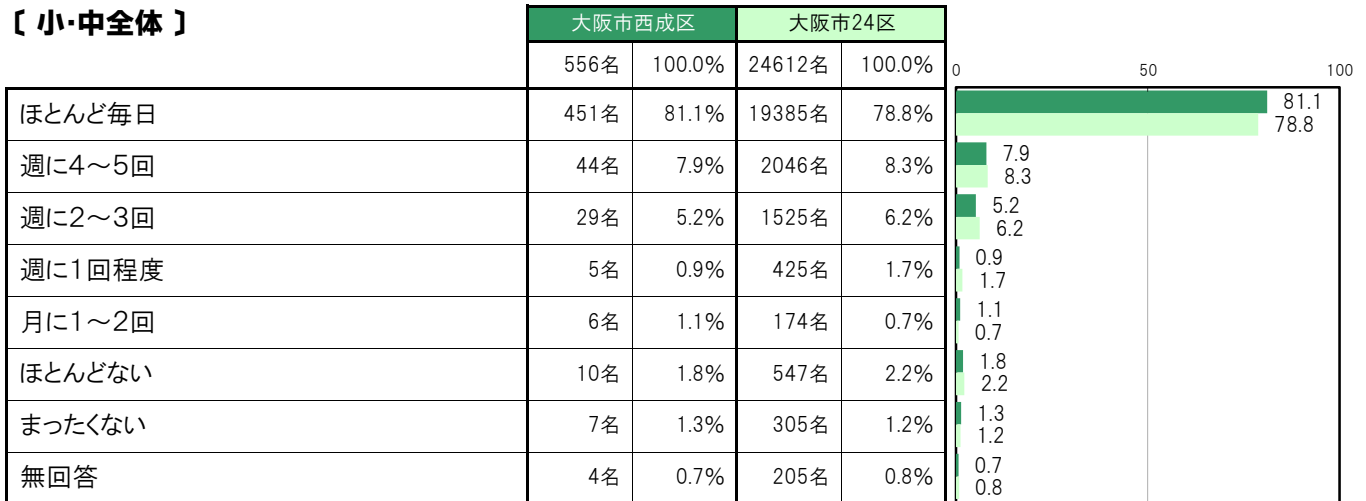 〔 小・中全体 〕
大阪市西成区 大阪市24区
556名 100.0% 24612名 100.0%
0 50 100
ほとんど毎日 451名 81.1% 19385名 78.8%
81.1
78.8
週に4～5回 44名 7.9% 2046名 8.3%
7.9
8.3
週に2～3回 29名 5.2% 1525名 6.2%
5.2
6.2
週に1回程度 5名 0.9% 425名 1.7%
0.9
1.7
月に1～2回 6名 1.1% 174名 0.7%
1.1
0.7
ほとんどない 10名 1.8% 547名 2.2%
1.8
2.2
まったくない 7名 1.3% 305名 1.2%
1.3
1.2
無回答 4名 0.7% 205名 0.8%
0.7
0.8